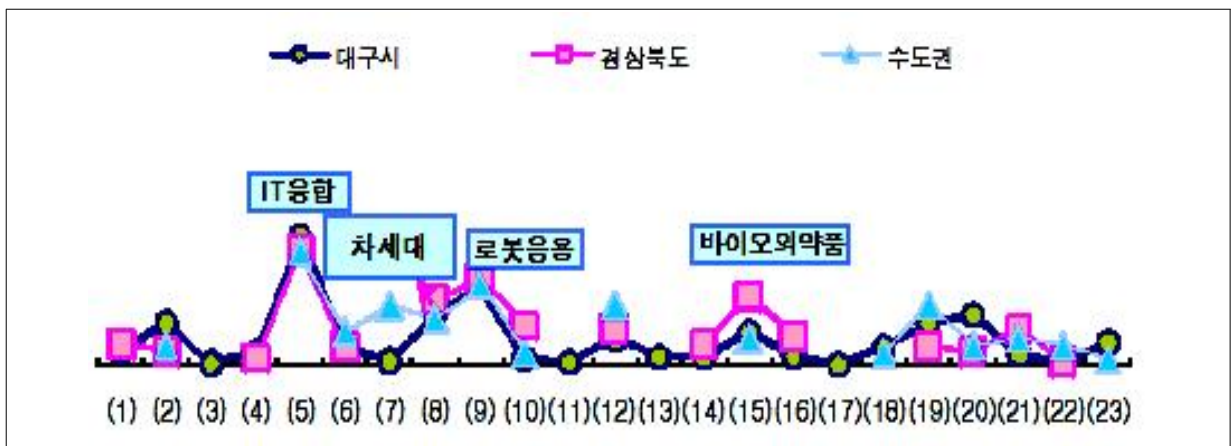 대구시 경상북도 수도권
IT융합
차세대
로봇응용
바이오의약품
(1) (2) (3) (4) (5) (6) (7) (8) (9) (10) (11) (12) (13) (14) (15) (16) (17) (18) (19) (20) (21) (22) (23)